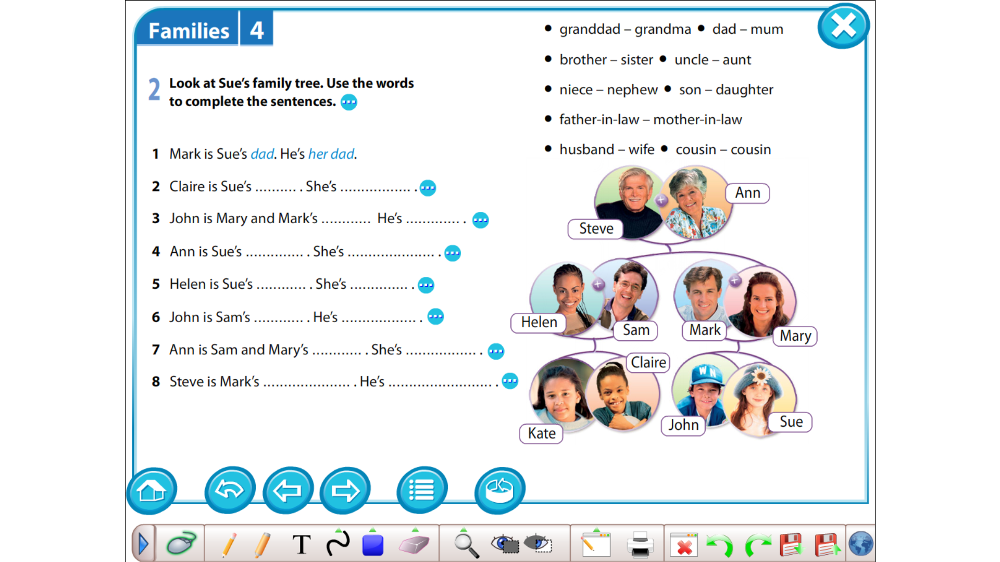 Families 4
2 Look at Sue's family tree. Use the words
to complete the sentences.
1 Mark is Sue's dad. He's her dad.
2 Claire is Sue's .......... . She's ................. .
3 John is Mary and Mark's ............ He's ............. .
4 Ann is Sue's .............. . She's ..................... .
5 Helen is Sue's ............ . She's .............. .
6 John is Sam's ............ . He's .................. .
7 Ann is Sam and Mary's ............ . She's ................. .
8 Steve is Mark's ..................... . He's ......................... .
• granddad – grandma • dad – mum
• brother – sister • uncle – aunt
• niece – nephew • son – daughter
• father-in-law – mother-in-law
• husband – wife • cousin – cousin
Ann
Steve
Helen
Sam
Mark
Mary
Claire
WN
Kate
John
Sue
T